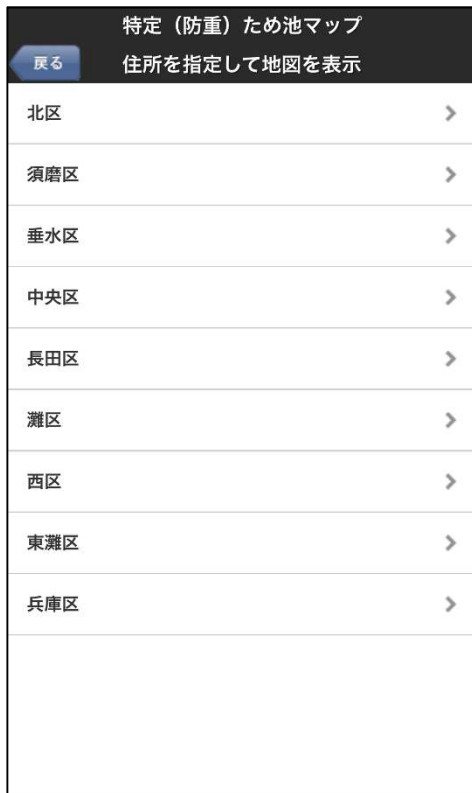 特定（防重）ため池マップ
戻る
住所を指定して地図を表示
北区
須磨区
垂水区
中央区
長田区
灘区
西区
東灘区
兵庫区